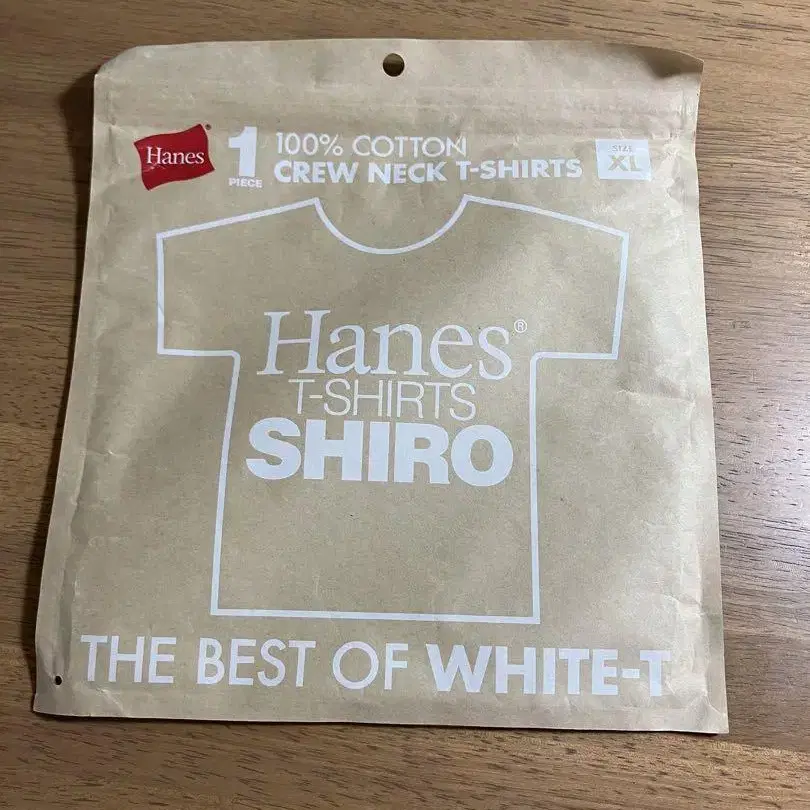 Hanes
1
PIECE
100% COTTON
CREW NECK T-SHIRTS
SIZE
XL
Hanes®
T-SHIRTS
SHIRO
THE BEST OF WHITE-T